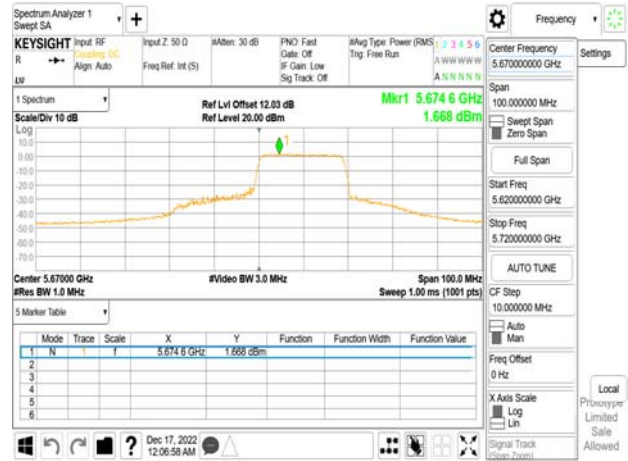 Spectrum Analyzer 1
Swept SA
Frequency
KEYSIGHT
R
Input: RF
Coupling: DC
Align: Auto
Input Z: 50 Ω
Freq Ref: Int (S)
#Atten: 30 dB
PNO: Fast
Gate: Off
IF Gain: Low
Sig Track: Off
#Avg Type: Power (RMS
Trig: Free Run
1 2 3 4 5 6
A W W W W W
A N N N N N
1 Spectrum
Scale/Div 10 dB
Ref Lvl Offset 12.03 dB
Ref Level 20.00 dBm
Mkr1 5.674 6 GHz
1.668 dBm
Log
10.0
0.00
-10.0
-20.0
-30.0
-40.0
-50.0
-60.0
-70.0
1
Center 5.67000 GHz
#Res BW 1.0 MHz
#Video BW 3.0 MHz
Span 100.0 MHz
Sweep 1.00 ms (1001 pts)
5 Marker Table
Mode Trace Scale X Y Function Function Width Function Value
1 N 1 f 5.674 6 GHz 1.668 dBm
2
3
4
5
6
Dec 17, 2022
12:06:58 AM
Center Frequency
5.670000000 GHz
Settings
Span
100.000000 MHz
Swept Span
Zero Span
Full Span
Start Freq
5.620000000 GHz
Stop Freq
5.720000000 GHz
AUTO TUNE
CF Step
10.000000 MHz
Auto
Man
Freq Offset
0 Hz
X Axis Scale
Log
Lin
Signal Track
(Span Zoom)
Local
Prototype
Limited
Sale
Allowed